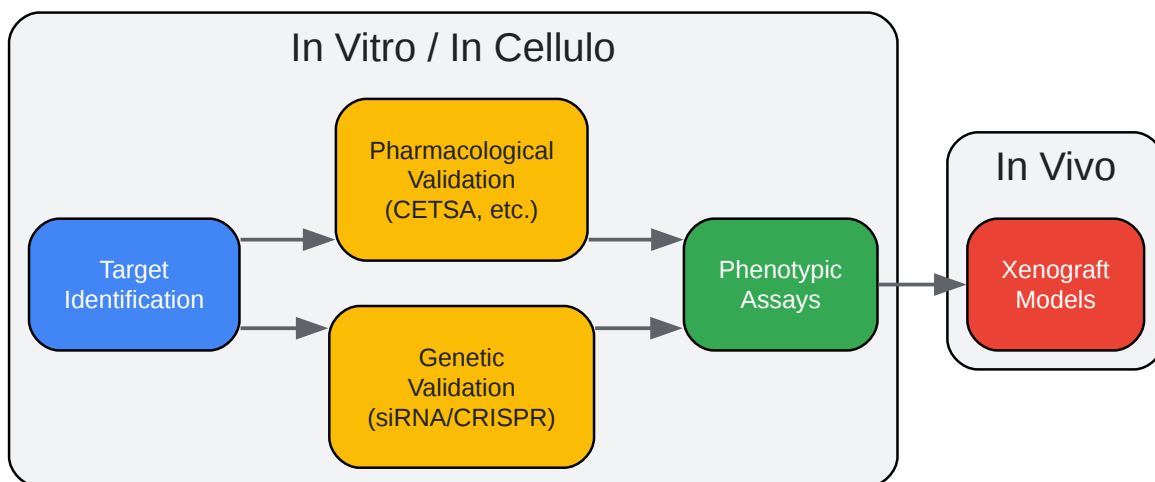 In Vitro / In Cellulo
Pharmacological
Validation
(CETSA, etc.)
In Vivo
Target
Identification
Phenotypic
Assays
Xenograft
Models
Genetic
Validation
(siRNA/CRISPR)